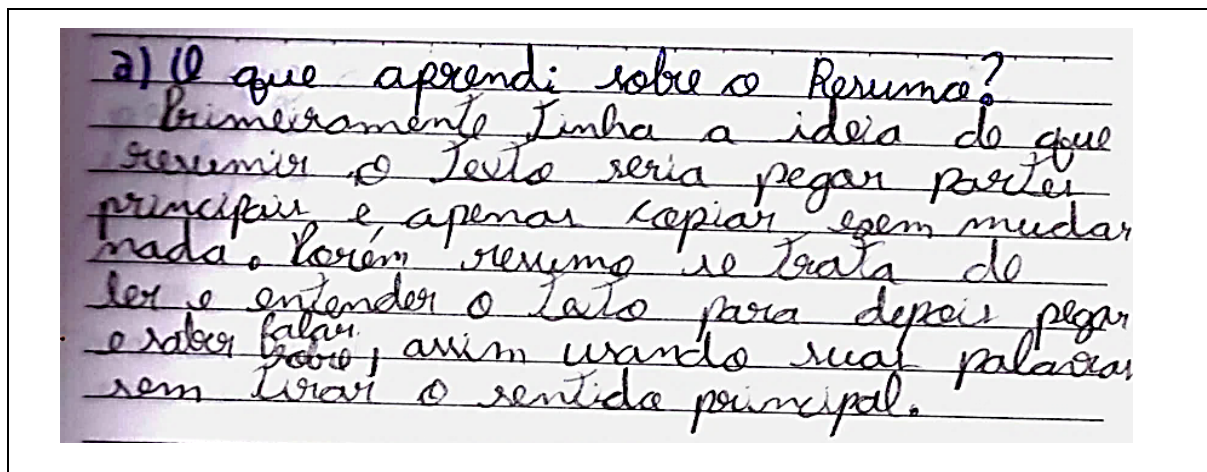 a) O que aprendi sobre o Resumo?
Primeiramente tinha a ideia de que
resumir o texto seria pegar partes
principais e apenas copiar, e sem mudar
nada. Porém resumo se trata de
ler e entender o texto para depois pegar
e saber falar sobre, assim usando suas palavras
sem tirar o sentido principal.